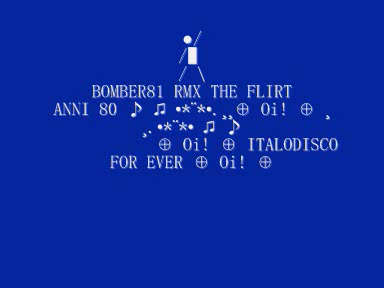 BOMBER81 RMX THE FLIRT
ANNI 80 ♪ ♫ •*¨*•. ¸¸⊕ Oi! ⊕ ¸
¸. •*¨*• ♫ ♪
⊕ Oi! ⊕ ITALODISCO
FOR EVER ⊕ Oi! ⊕